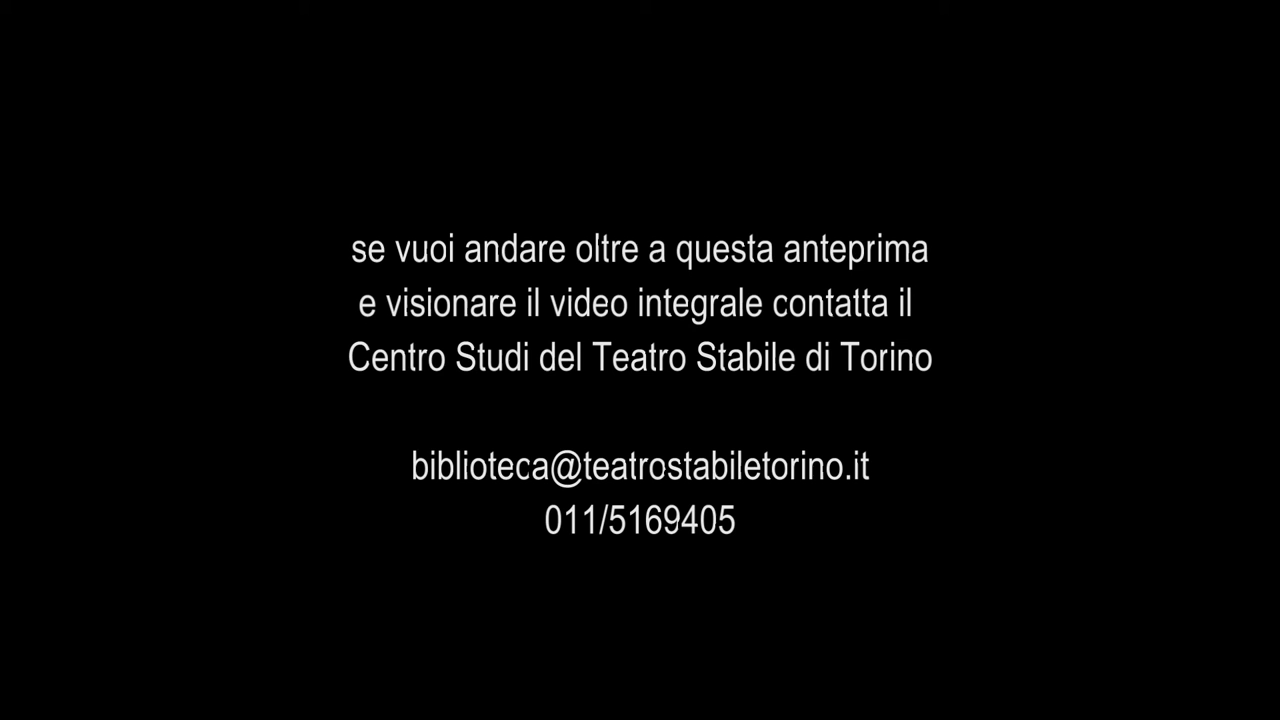 se vuoi andare oltre a questa anteprima
e visionare il video integrale contatta il
Centro Studi del Teatro Stabile di Torino
biblioteca@teatrostabiletorino.it
011/5169405